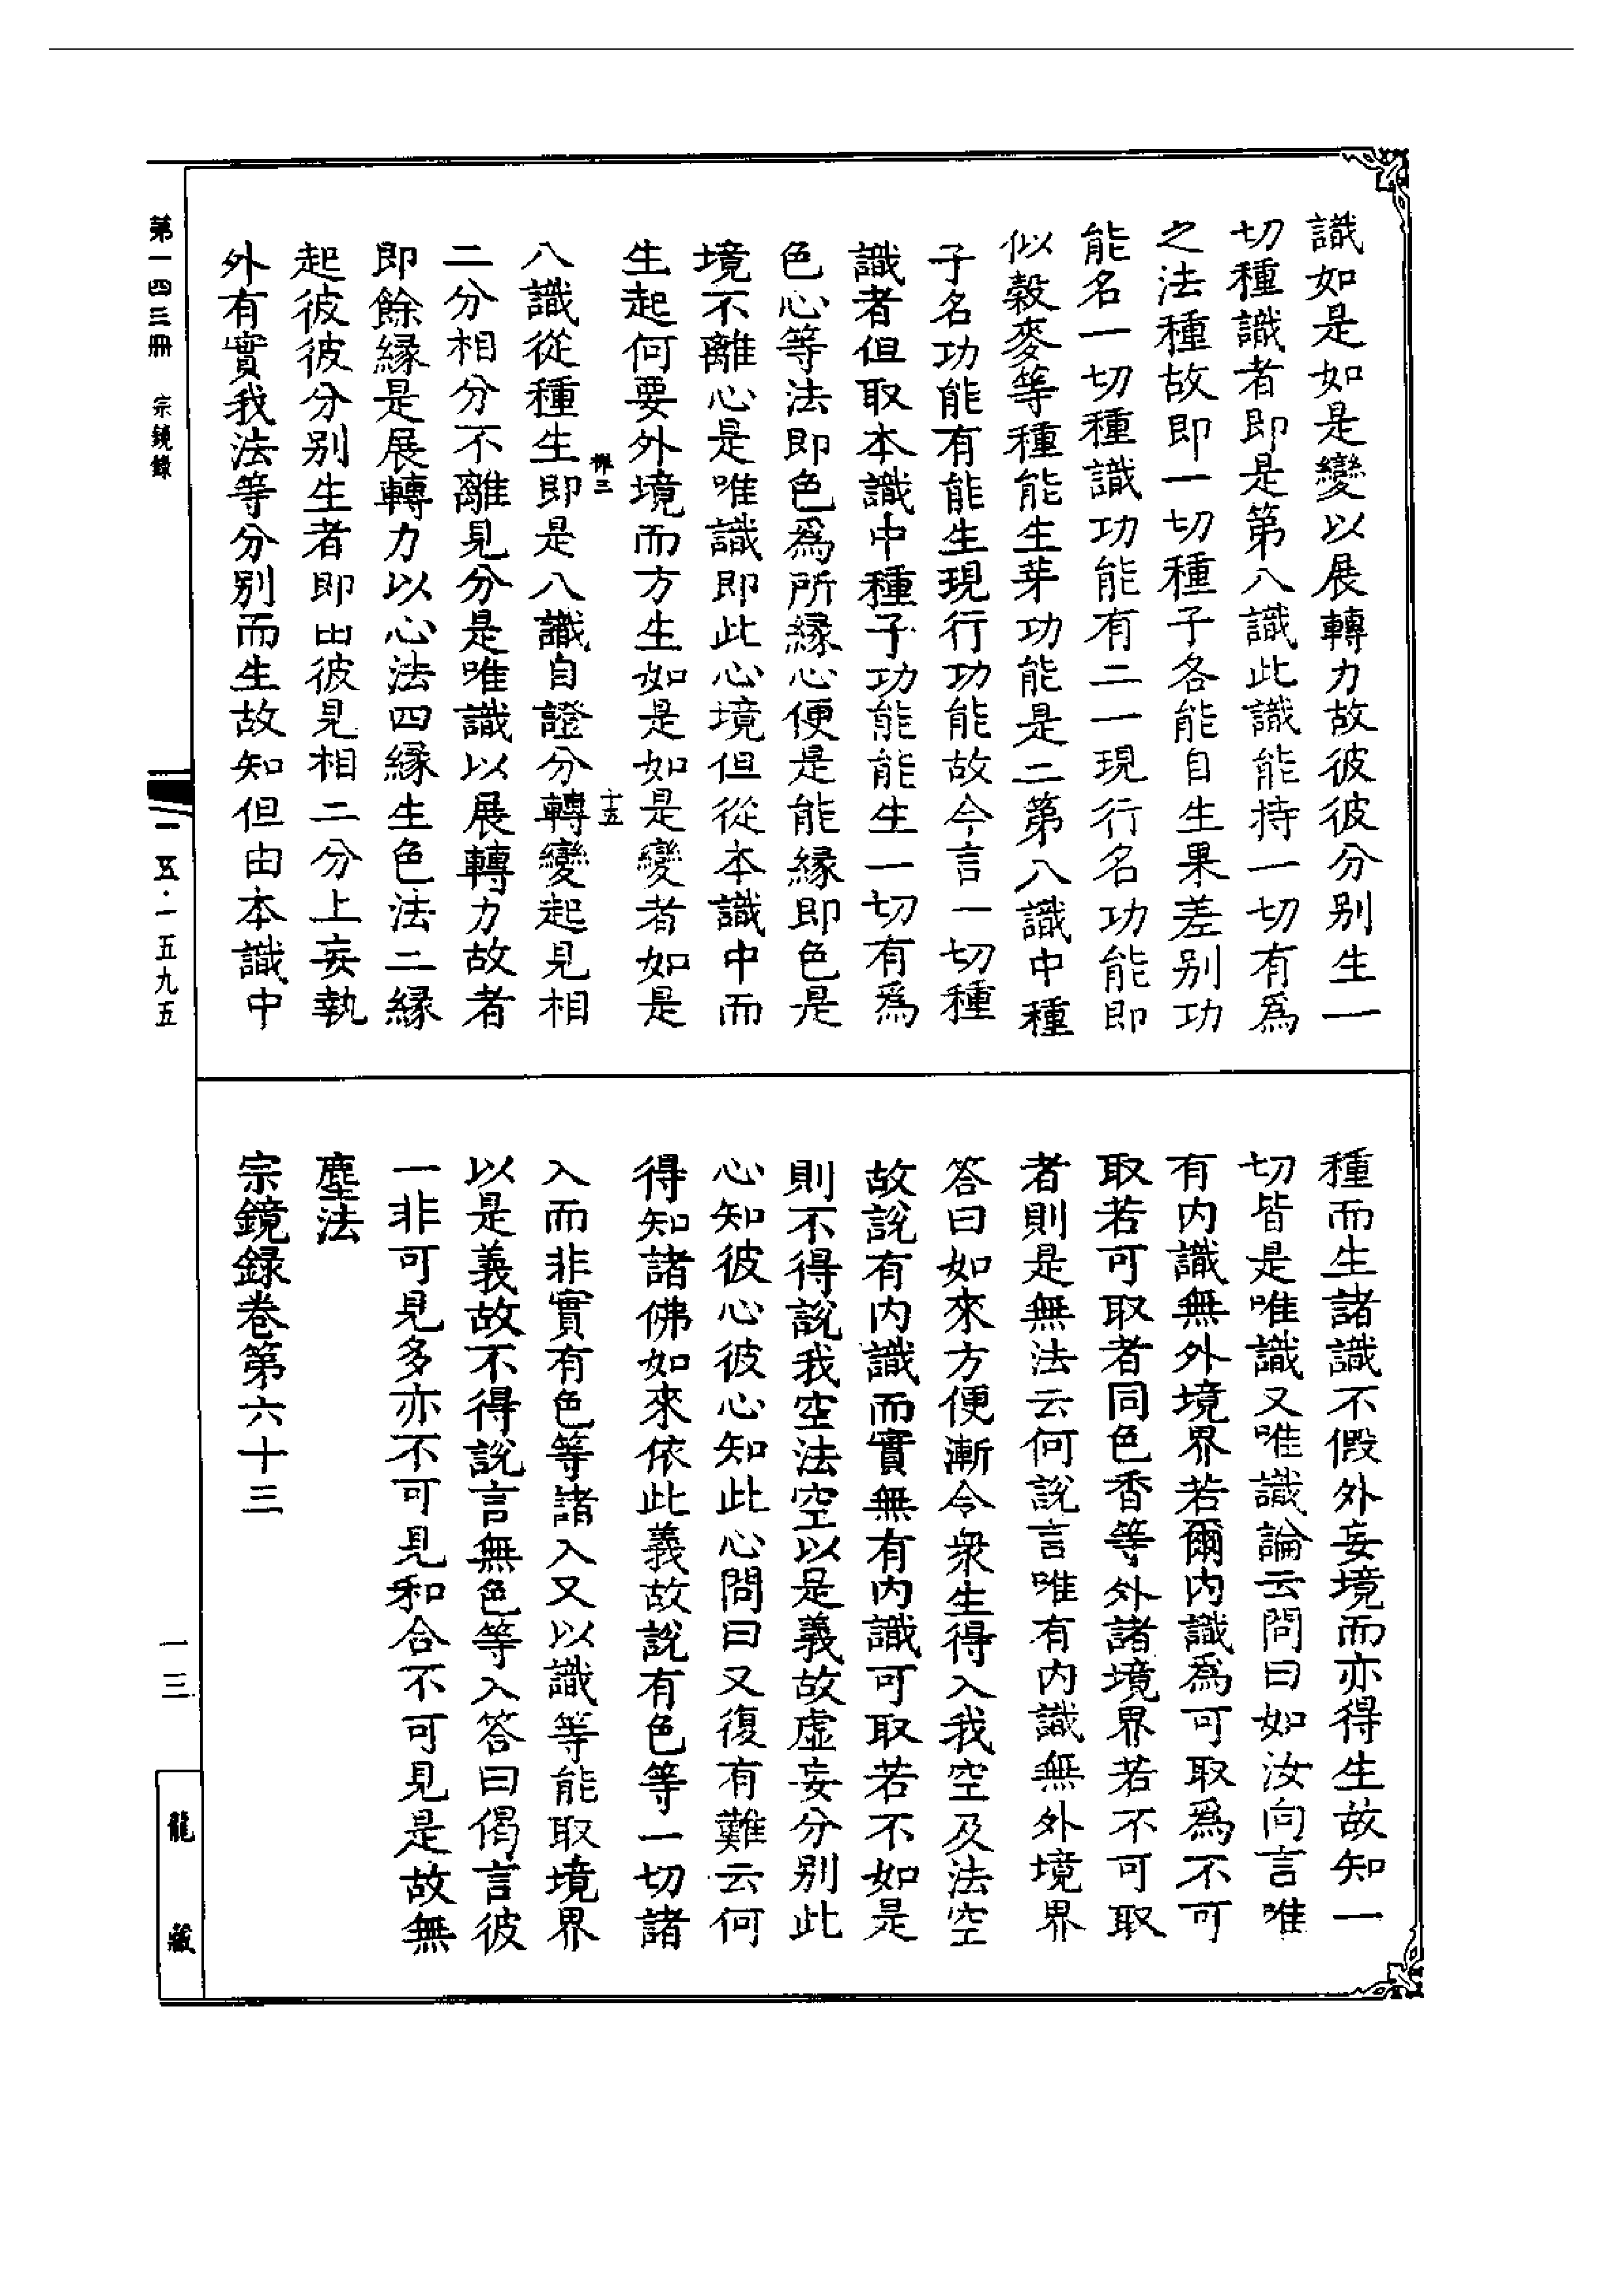 識如是如是變以展轉力故彼彼分别生一
切種識者即是第八識此識能持一切有爲
之法種故即一切種子各能自生果差别功
能名一切種識功能有二一現行名功能即
似穀麥等種能生芽功能是二第八識中種
子名功能有能生現行功能故今言一切種
識者但取本識中種子功能能生一切有爲
色心等法即色爲所緣心便是能緣即色是
境不離心是唯識即此心境但從本識中而
生起何要外境而方生如是如是變者如是
禪三
十五
八識從種生即是八識自證分轉變起見相
二分相分不離見分是唯識以展轉力故者
即餘緣是展轉力以心法四緣生色法二緣
起彼彼分别生者即由彼見相二分上妄執
外有實我法等分别而生故知但由本識中
種而生諸識不假外妄境而亦得生故知一
切皆是唯識又唯識論云問曰如汝向言唯
有内識無外境界若爾内識爲可取爲不可
取若可取者同色香等外諸境界若不可取
者則是無法云何說言唯有内識無外境界
答曰如來方便漸令衆生得入我空及法空
故說有内識而實無有内識可取若不如是
則不得說我空法空以是義故虛妄分别此
心知彼心彼心知此心問曰又復有難云何
得知諸佛如來依此義故說有色等一切諸
入而非實有色等諸入又以識等能取境界
以是義故不得說言無色等入答曰偈言彼
一非可見多亦不可見和合不可見是故無
塵法
宗鏡録卷第六十三
第一四三冊 宗鏡錄
一五·一五九五
一三
龍藏